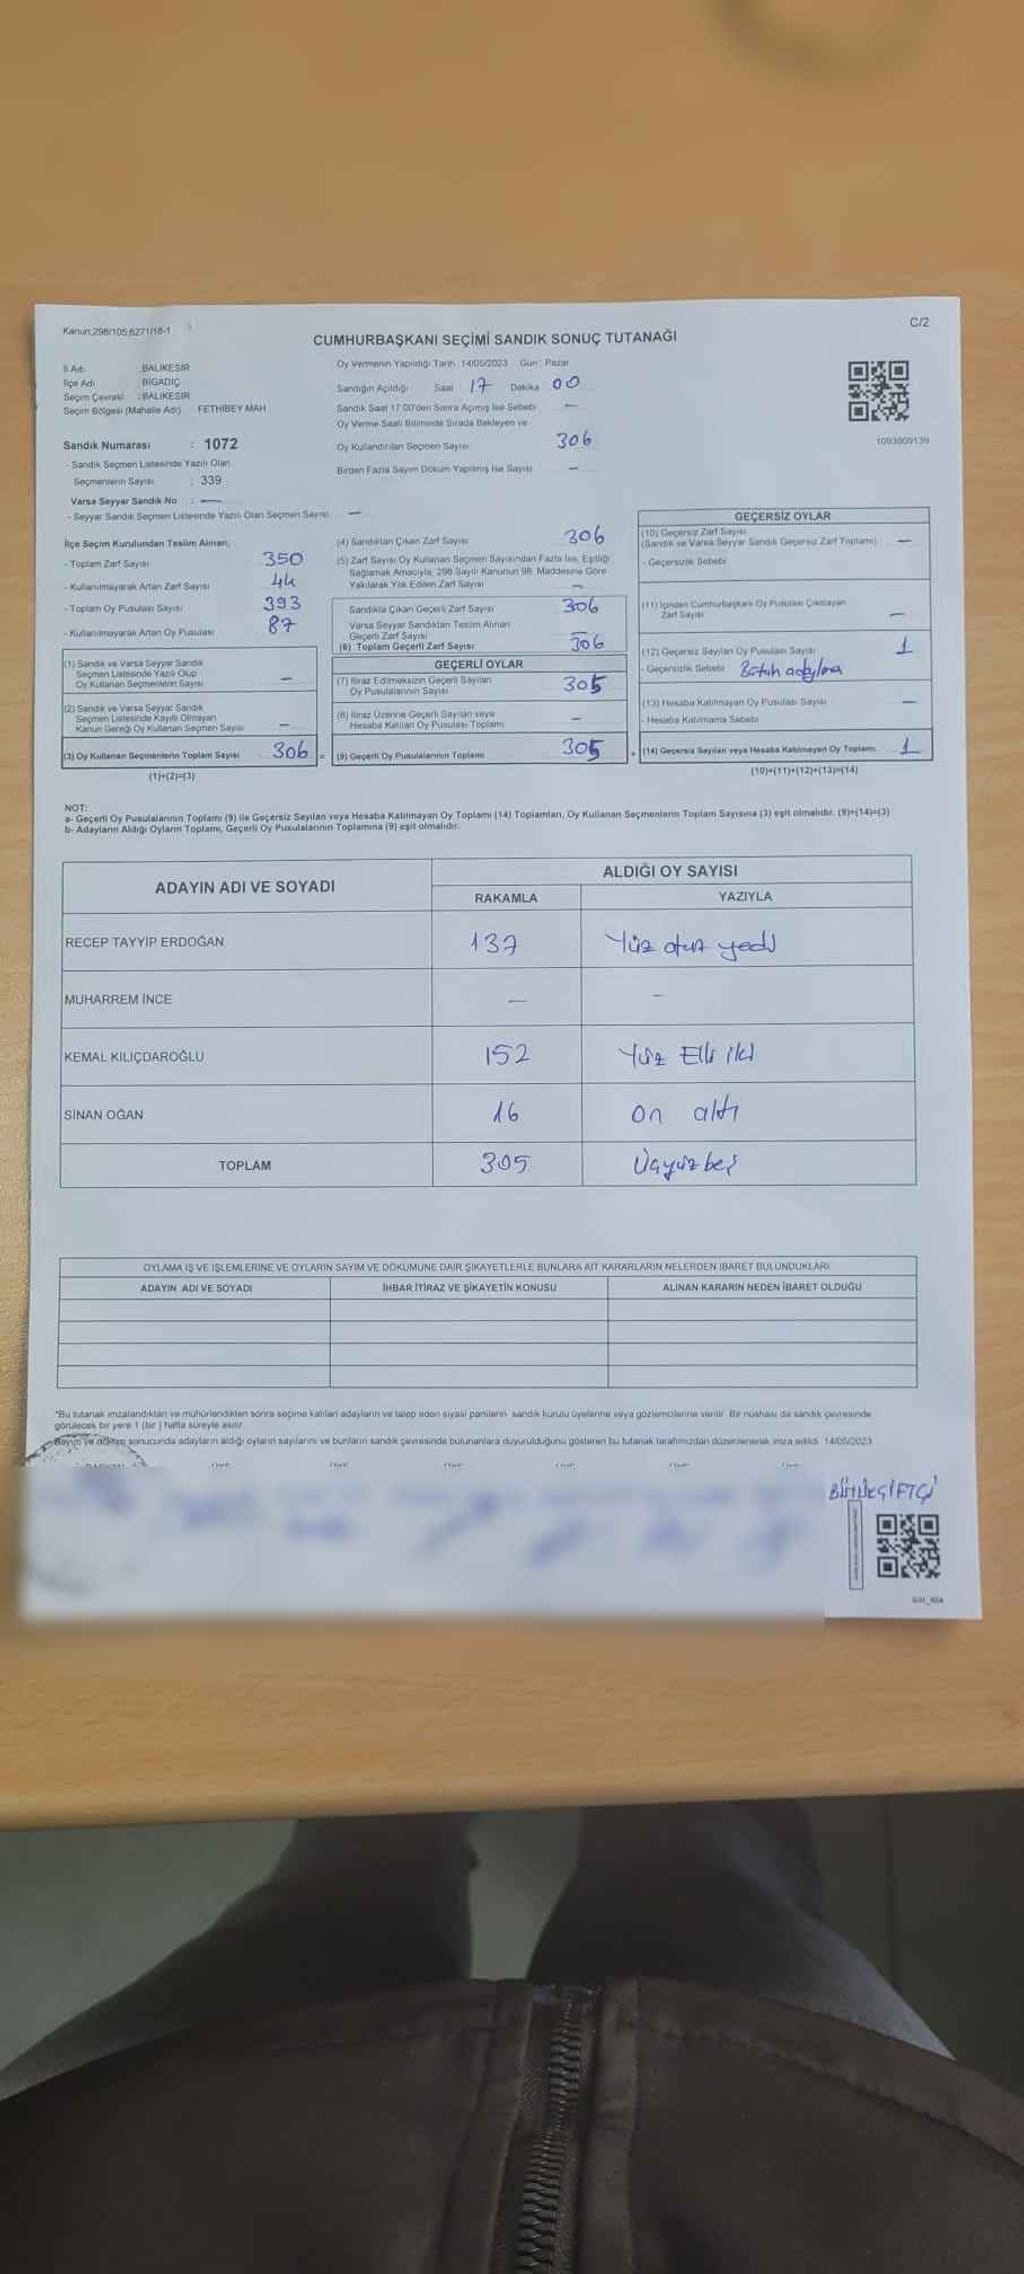 Kanun:298/105,6271/16-1
C/2
CUMHURBAŞKANI SEÇİMİ SANDIK SONUÇ TUTANAĞI
İl Adı : BALIKESİR
İlçe Adı BİGADİÇ
Seçim Çevresi : BALIKESİR
Seçim Bölgesi (Mahalle Adı) FETHİBEY MAH
Sandık Numarası : 1072
- Sandık Seçmen Listesinde Yazılı Olan
Seçmenlerin Sayısı : 339
Varsa Seyyar Sandık No : —
- Seyyar Sandık Seçmen Listesinde Yazılı Olan Seçmen Sayısı —
Oy Vermenin Yapıldığı Tarih 14/05/2023 Gün: Pazar
Sandığın Açıldığı Saat 17 Dakika 00
Sandık Saat 17:00'den Sonra Açılmış İse Sebebi —
Oy Verme Saati Bitiminde Sırada Bekleyen ve
Oy Kullandırılan Seçmen Sayısı 306
Birden Fazla Sayım Döküm Yapılmış İse Sayısı —
1093809139
İlçe Seçim Kurulundan Teslim Alınan;
- Toplam Zarf Sayısı 350
- Kullanılmayarak Artan Zarf Sayısı 44
- Toplam Oy Pusulası Sayısı 393
- Kullanılmayarak Artan Oy Pusulası 87
(1) Sandık ve Varsa Seyyar Sandık
Seçmen Listesinde Yazılı Olup
Oy Kullanan Seçmenlerin Sayısı —
(2) Sandık ve Varsa Seyyar Sandık
Seçmen Listesinde Kayıtlı Olmayan
Kanun Gereği Oy Kullanan Seçmen Sayısı —
(3) Oy Kullanan Seçmenlerin Toplam Sayısı 306 =
(1)+(2)=(3)
(4) Sandıktan Çıkan Zarf Sayısı 306
(5) Zarf Sayısı Oy Kullanan Seçmen Sayısından Fazla İse, Eşitliği
Sağlamak Amacıyla; 298 Sayılı Kanunun 98. Maddesine Göre
Yakılarak Yok Edilen Zarf Sayısı —
Sandıkta Çıkan Geçerli Zarf Sayısı 306
Varsa Seyyar Sandıktan Teslim Alınan
Geçerli Zarf Sayısı —
(6) Toplam Geçerli Zarf Sayısı 306
GEÇERLİ OYLAR
(7) İtiraz Edilmeksizin Geçerli Sayılan
Oy Pusulalarının Sayısı 305
(8) İtiraz Üzerine Geçerli Sayılan veya
Hesaba Katılan Oy Pusulası Toplamı —
(9) Geçerli Oy Pusulalarının Toplamı 305 +
GEÇERSİZ OYLAR
(10) Geçersiz Zarf Sayısı
(Sandık ve Varsa Seyyar Sandık Geçersiz Zarf Toplamı) —
- Geçersizlik Sebebi
(11) İçinden Cumhurbaşkanı Oy Pusulası Çıkmayan
Zarf Sayısı —
(12) Geçersiz Sayılan Oy Pusulası Sayısı 1
- Geçersizlik Sebebi
(13) Hesaba Katılmayan Oy Pusulası Sayısı —
- Hesaba Katılmama Sebebi
(14) Geçersiz Sayılan veya Hesaba Katılmayan Oy Toplamı 1
(10)+(11)+(12)+(13)=(14)
NOT:
a- Geçerli Oy Pusulalarının Toplamı (9) ile Geçersiz Sayılan veya Hesaba Katılmayan Oy Toplamı (14) Toplamları, Oy Kullanan Seçmenlerin Toplam Sayısına (3) eşit olmalıdır. (9)+(14)=(3)
b- Adayların Aldığı Oyların Toplamı, Geçerli Oy Pusulalarının Toplamına (9) eşit olmalıdır.
ADAYIN ADI VE SOYADI ALDIĞI OY SAYISI
RAKAMLA YAZIYLA
RECEP TAYYİP ERDOĞAN 137 Yüz otuz yedi
MUHARREM İNCE — —
KEMAL KILIÇDAROĞLU 152 Yüz Elli iki
SİNAN OĞAN 16 on altı
TOPLAM 305 Üçyüzbeş
OYLAMA İŞ VE İŞLEMLERİNE VE OYLARIN SAYIM VE DÖKÜMÜNE DAİR ŞİKAYETLERLE BUNLARA AİT KARARLARIN NELERDEN İBARET BULUNDUKLARI
ADAYIN ADI VE SOYADI İHBAR İTİRAZ VE ŞİKAYETİN KONUSU ALINAN KARARIN NEDEN İBARET OLDUĞU
*Bu tutanak imzalandıktan ve mühürlendikten sonra seçime katılan adayların ve talep eden siyasi partilerin sandık kurulu üyelerine veya gözlemcilerine verilir. Bir nüshası da sandık çevresinde
görülecek bir yere 1 (bir ) hafta süreyle asılır.
Sayım ve döküm sonucunda adayların aldığı oyların sayılarını ve bunların sandık çevresinde bulunanlara duyurulduğunu gösteren bu tutanak tarafımızdan düzenlenerek imza edildi. 14/05/2023